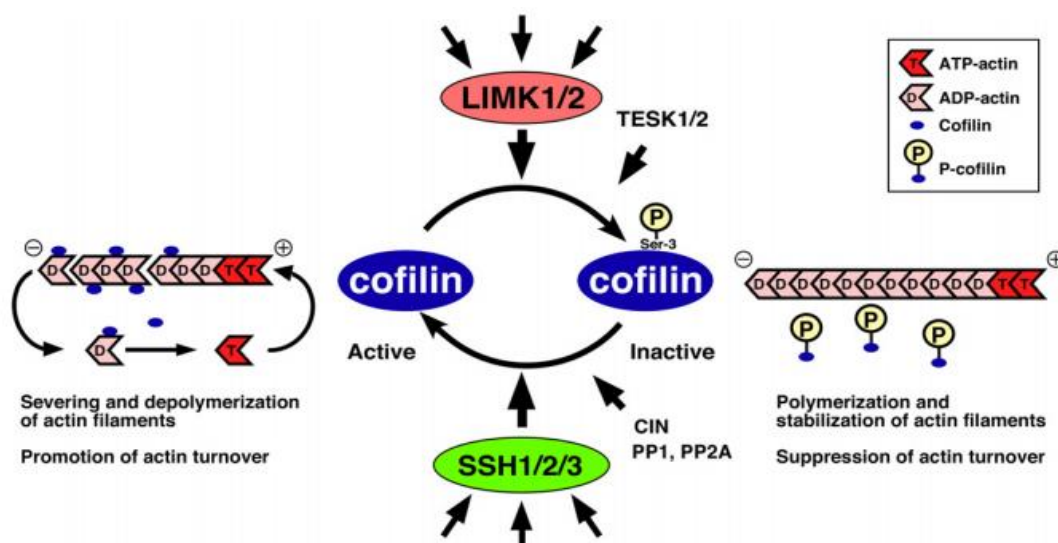 LIMK1/2
TESK1/2
T ATP-actin
D ADP-actin
Cofilin
P P-cofilin
P
Ser-3
cofilin
cofilin
Active
Inactive
− +
D D D D D D D T T
D T
Severing and depolymerization
of actin filaments
Promotion of actin turnover
− +
D D D D D D D D D D T T
P P P
Polymerization and
stabilization of actin filaments
Suppression of actin turnover
CIN
PP1, PP2A
SSH1/2/3